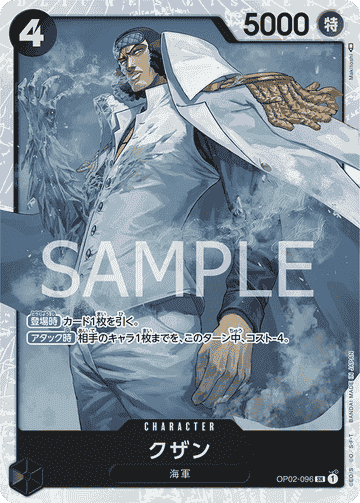 4
5000
特
SAMPLE
登場時 カード1枚を引く。
アタック時 相手のキャラ1枚までを、このターン中、コスト-4。
CHARACTER
クザン
海軍
OP02-096 SR 1